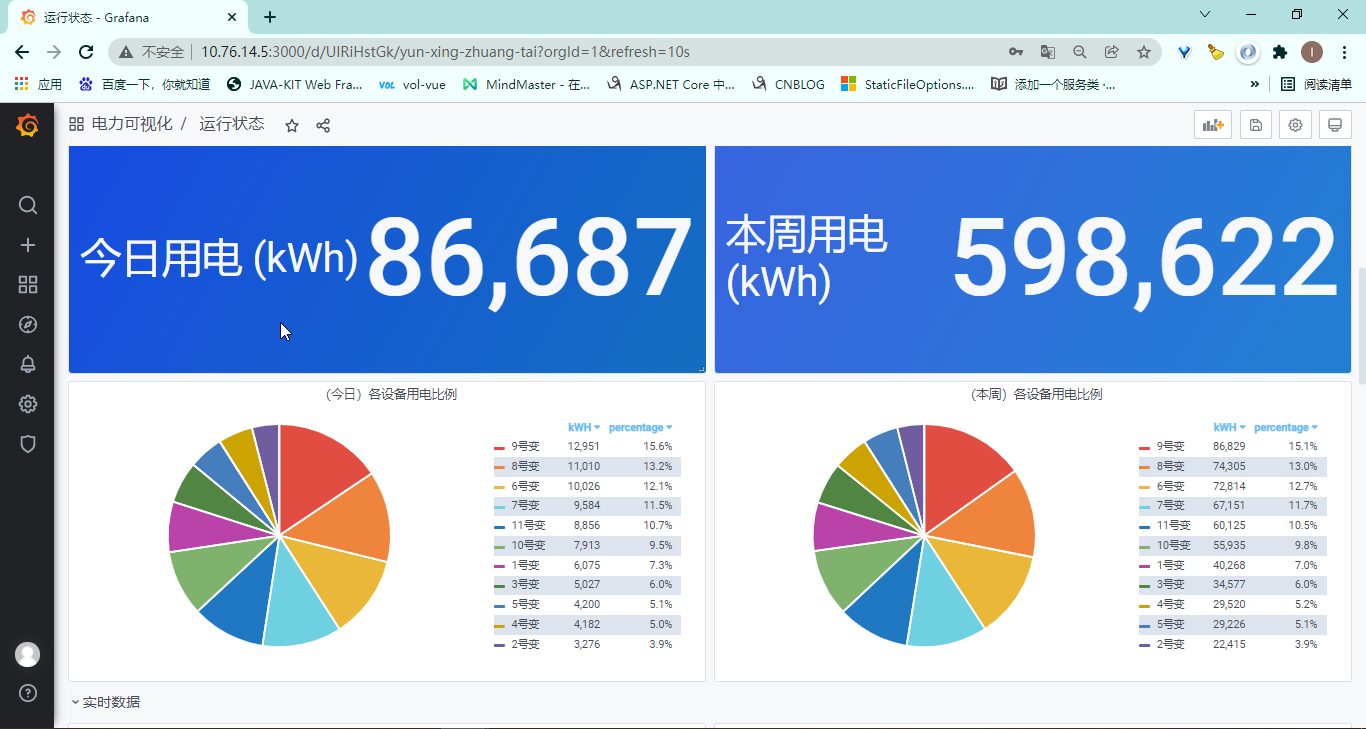 运行状态 - Grafana
不安全 10.76.14.5:3000/d/UIRiHstGk/yun-xing-zhuang-tai?orgId=1&refresh=10s
I
应用 百度一下，你就知道 JAVA-KIT Web Fra... VOL vol-vue MindMaster - 在... ASP.NET Core 中... CNBLOG StaticFileOptions.... 添加一个服务类 ·... » 阅读清单
电力可视化 / 运行状态
今日用电 (kWh) 86,687
本周用电 (kWh) 598,622
（今日）各设备用电比例
kWH percentage
9号变 12,951 15.6%
8号变 11,010 13.2%
6号变 10,026 12.1%
7号变 9,584 11.5%
11号变 8,856 10.7%
10号变 7,913 9.5%
1号变 6,075 7.3%
3号变 5,027 6.0%
5号变 4,200 5.1%
4号变 4,182 5.0%
2号变 3,276 3.9%
（本周）各设备用电比例
kWH percentage
9号变 86,829 15.1%
8号变 74,305 13.0%
6号变 72,814 12.7%
7号变 67,151 11.7%
11号变 60,125 10.5%
10号变 55,935 9.8%
1号变 40,268 7.0%
3号变 34,577 6.0%
4号变 29,520 5.2%
5号变 29,226 5.1%
2号变 22,415 3.9%
实时数据